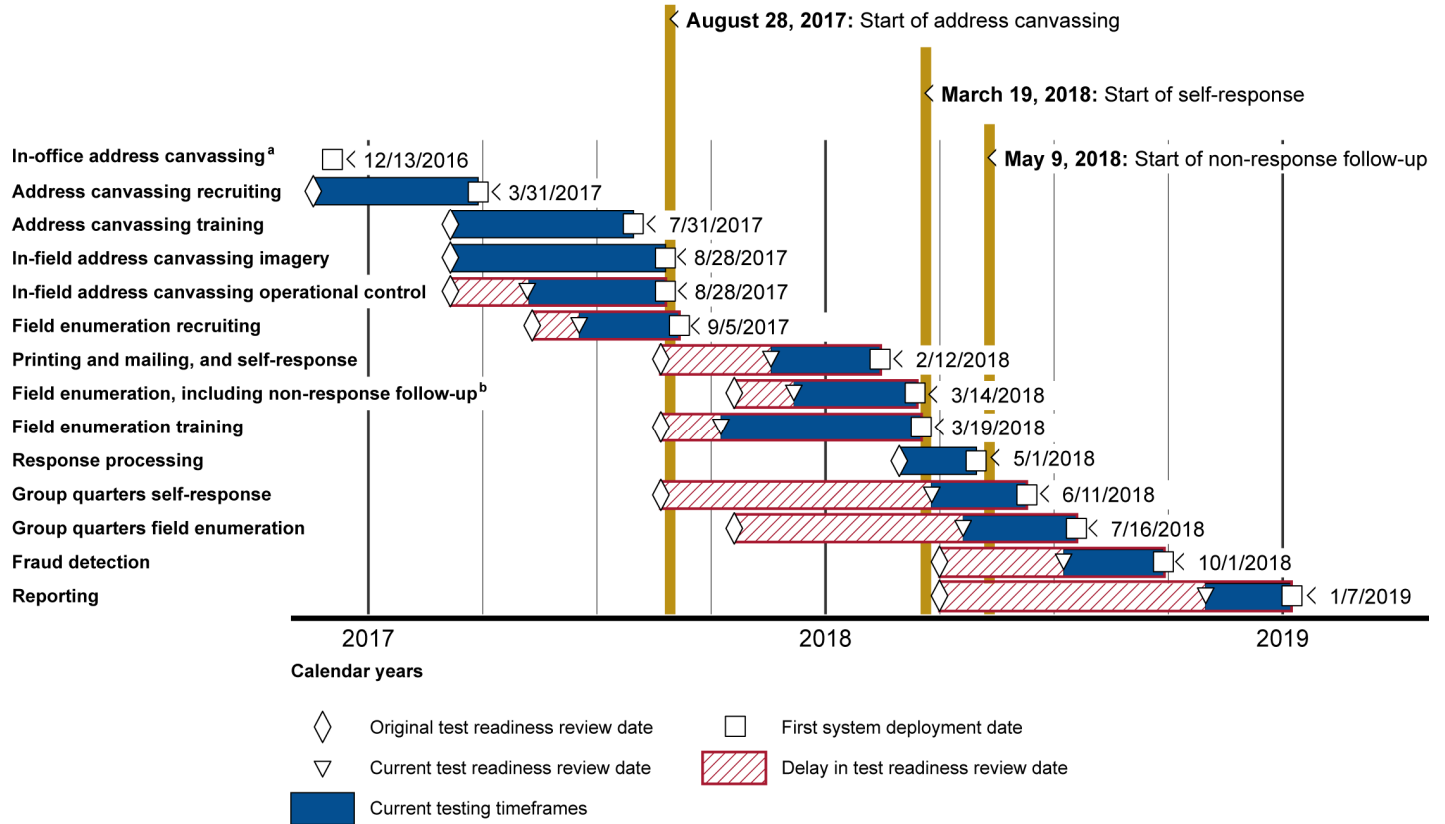 August 28, 2017: Start of address canvassing
March 19, 2018: Start of self-response
May 9, 2018: Start of non-response follow-up
In-office address canvassing a
12/13/2016
Address canvassing recruiting
3/31/2017
Address canvassing training
7/31/2017
In-field address canvassing imagery
8/28/2017
In-field address canvassing operational control
8/28/2017
Field enumeration recruiting
9/5/2017
Printing and mailing, and self-response
2/12/2018
Field enumeration, including non-response follow-up b
3/14/2018
Field enumeration training
3/19/2018
Response processing
5/1/2018
Group quarters self-response
6/11/2018
Group quarters field enumeration
7/16/2018
Fraud detection
10/1/2018
Reporting
1/7/2019
2017
2018
2019
Calendar years
Original test readiness review date
First system deployment date
Current test readiness review date
Delay in test readiness review date
Current testing timeframes